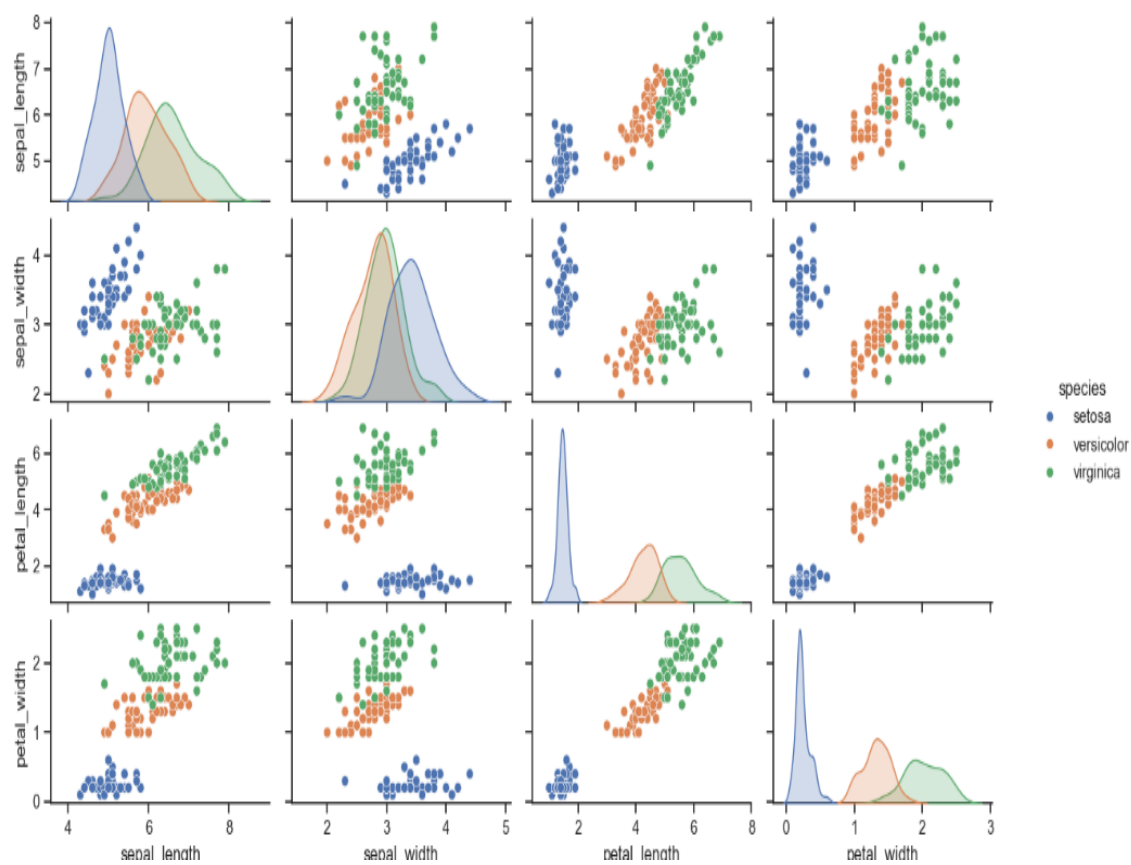 8
7
6
5
sepal_length
4
3
2
sepal_width
6
4
2
petal_length
2
1
0
petal_width
4 6 8
sepal_length
2 3 4 5
sepal_width
2 4 6 8
petal_length
0 1 2 3
petal_width
species
setosa
versicolor
virginica